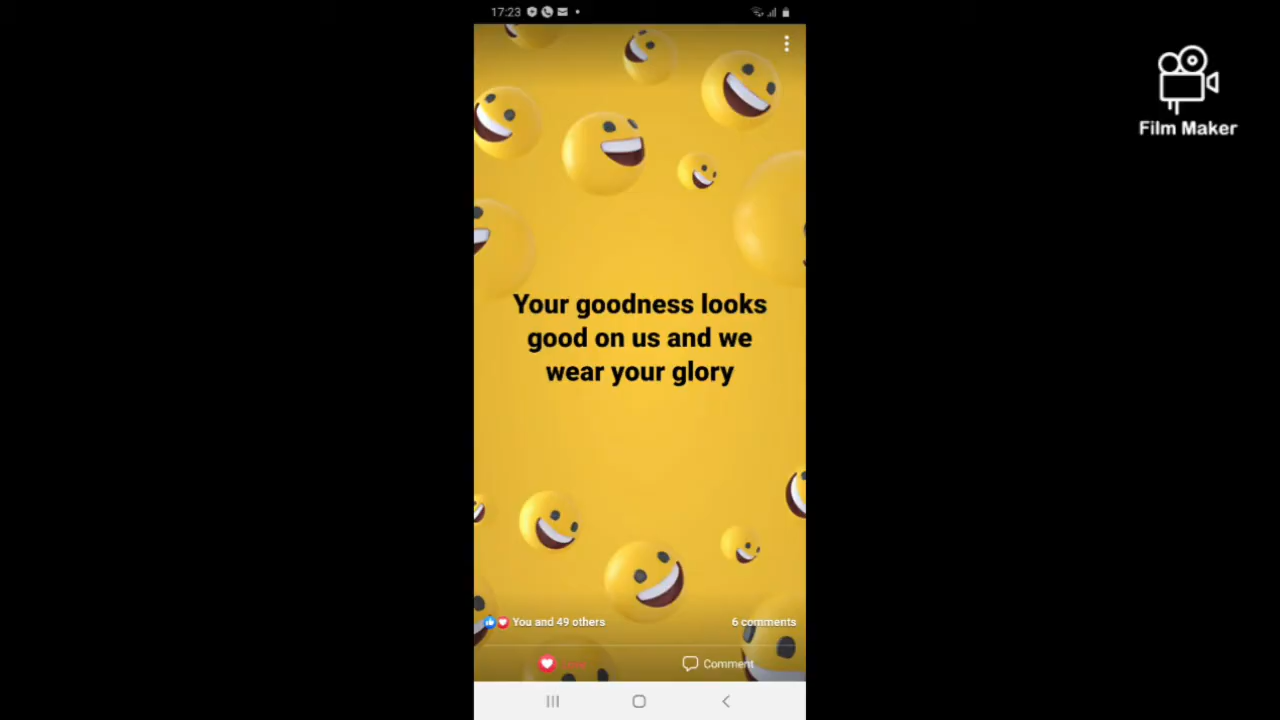 17:23
Film Maker
Your goodness looks
good on us and we
wear your glory
You and 49 others
6 comments
Love
Comment